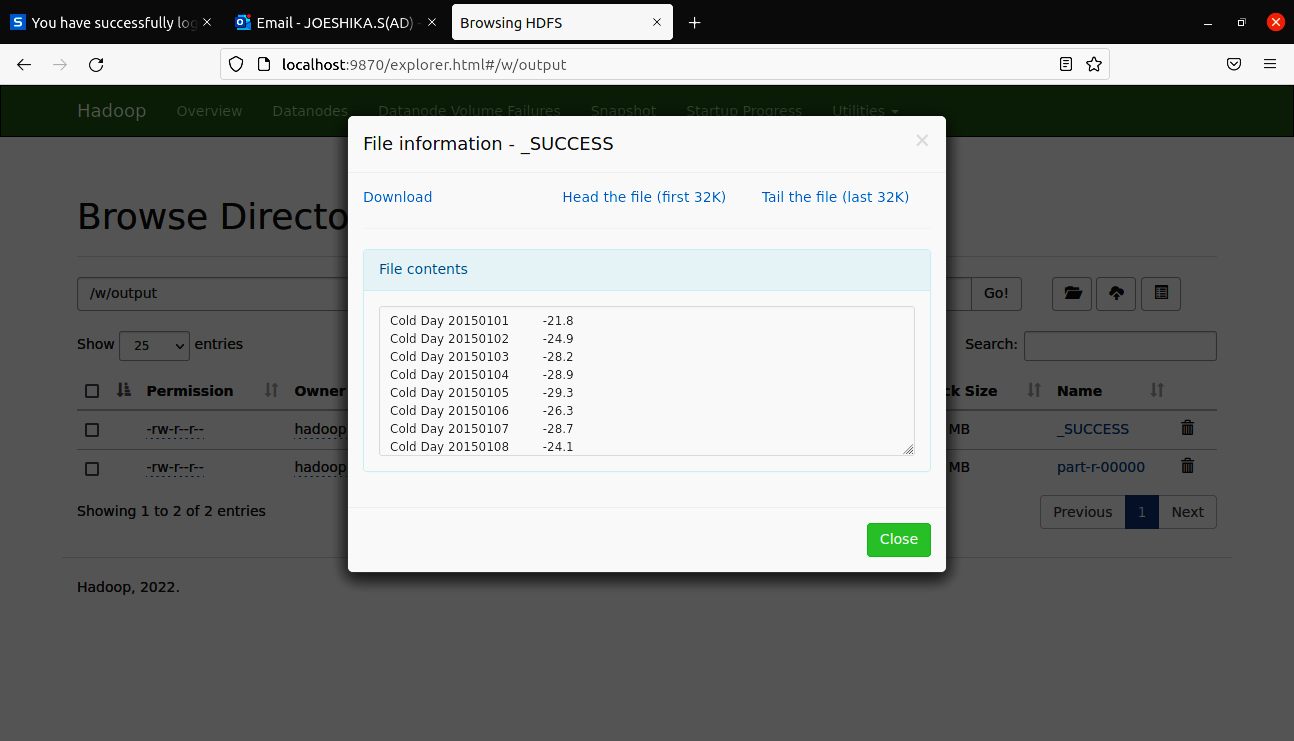 You have successfully log
Email - JOESHIKA.S(AD) -
Browsing HDFS
localhost:9870/explorer.html#/w/output
Hadoop Overview Datanodes Datanode Volume Failures Snapshot Startup Progress Utilities
File information - _SUCCESS
Download Head the file (first 32K) Tail the file (last 32K)
Browse Directo
File contents
/w/output Go!
Cold Day 20150101 -21.8
Cold Day 20150102 -24.9
Cold Day 20150103 -28.2
Cold Day 20150104 -28.9
Cold Day 20150105 -29.3
Cold Day 20150106 -26.3
Cold Day 20150107 -28.7
Cold Day 20150108 -24.1
Show 25 entries Search:
Permission Owner ck Size Name
-rw-r--r-- hadoop MB _SUCCESS
-rw-r--r-- hadoop MB part-r-00000
Showing 1 to 2 of 2 entries Previous 1 Next
Close
Hadoop, 2022.